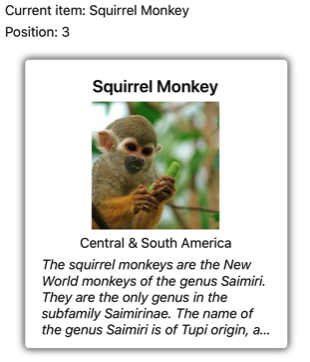 Current item: Squirrel Monkey
Position: 3
Squirrel Monkey
Central & South America
The squirrel monkeys are the New
World monkeys of the genus Saimiri.
They are the only genus in the
subfamily Saimirinae. The name of
the genus Saimiri is of Tupi origin, a...